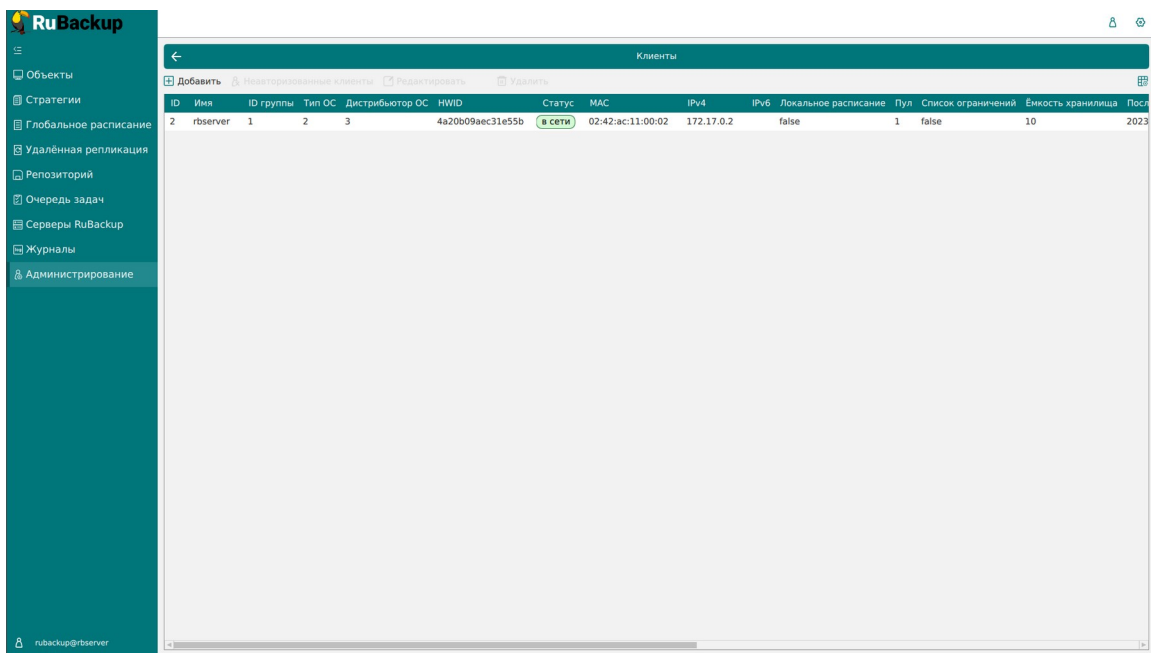 RuBackup
Клиенты
Объекты
Стратегии
Глобальное расписание
Удалённая репликация
Репозиторий
Очередь задач
Серверы RuBackup
Журналы
Администрирование
rubackup@rbserver
Добавить Неавторизованные клиенты Редактировать Удалить
ID Имя ID группы Тип ОС Дистрибьютор ОС HWID Статус MAC IPv4 IPv6 Локальное расписание Пул Список ограничений Ёмкость хранилища Посл
2 rbserver 1 2 3 4a20b09aec31e55b в сети 02:42:ac:11:00:02 172.17.0.2 false 1 false 10 2023